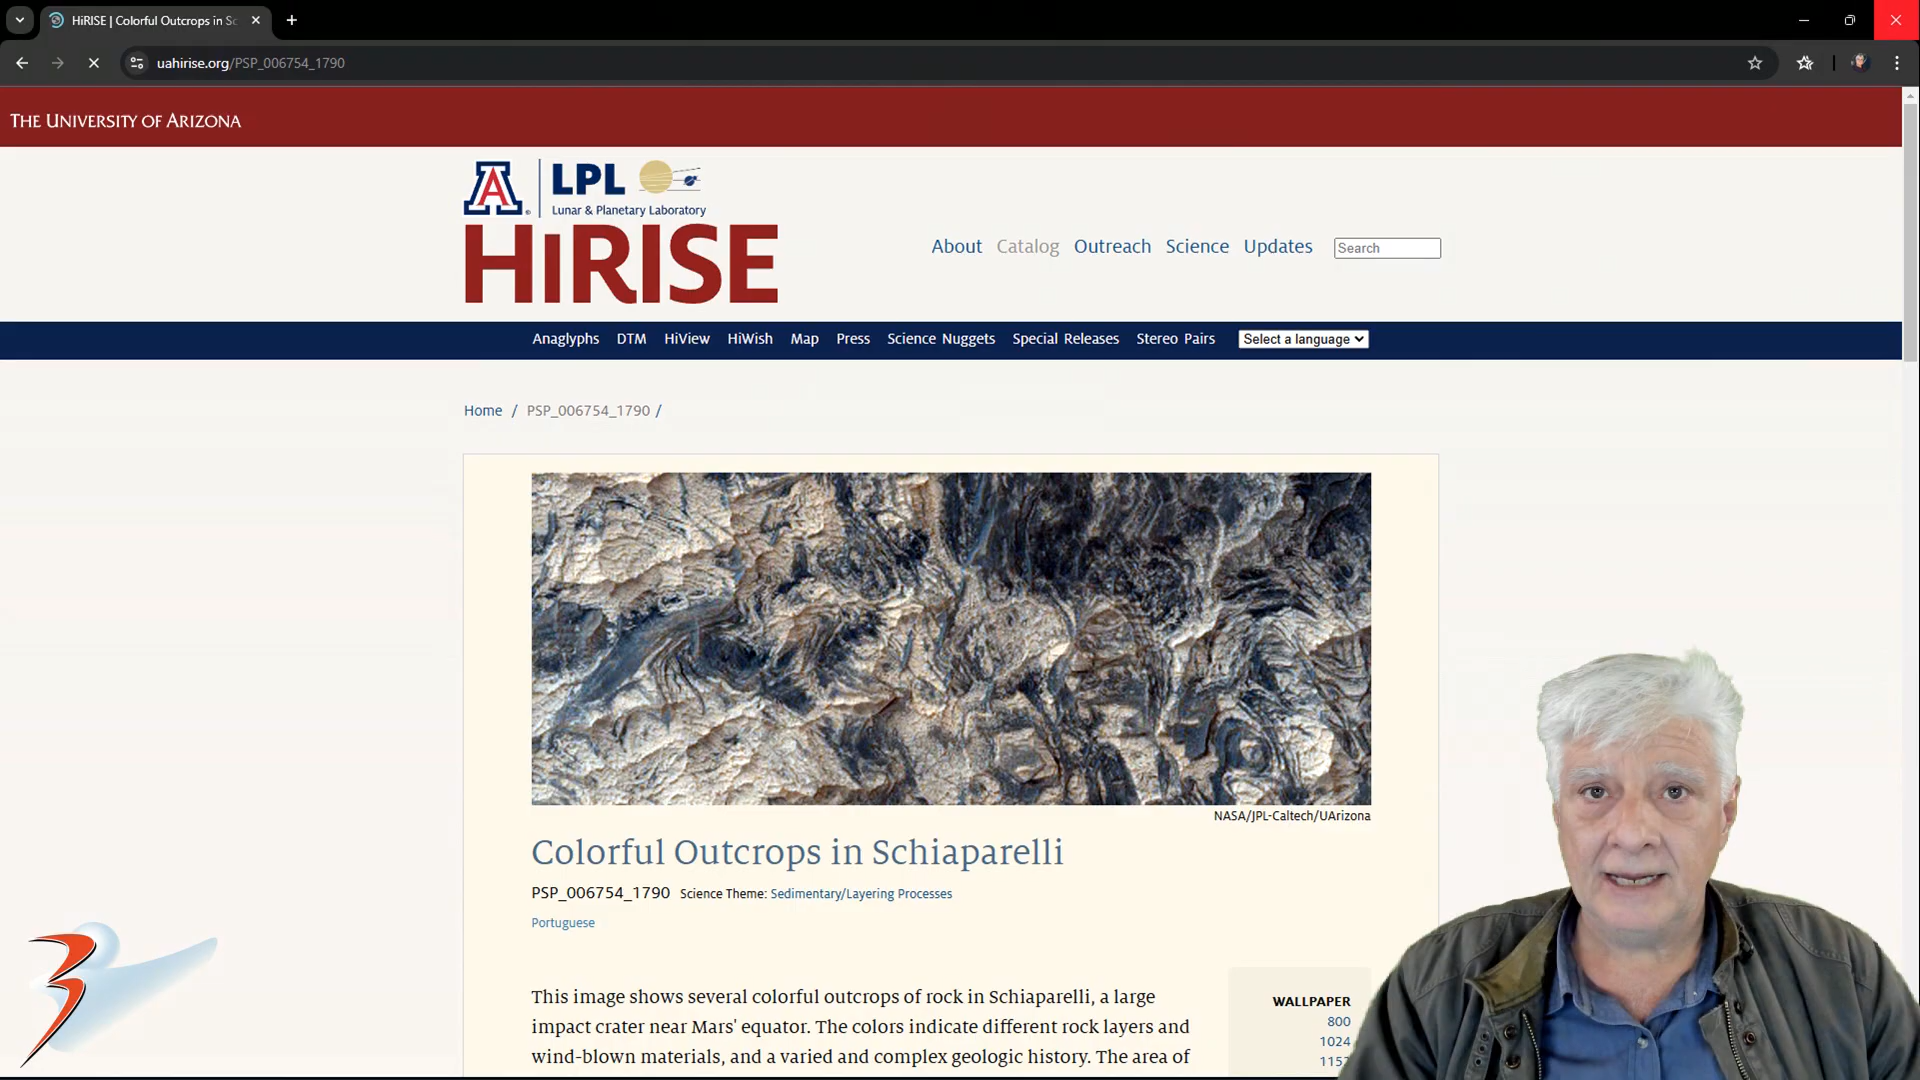 HiRISE | Colorful Outcrops in Sc
uahirise.org/PSP_006754_1790
THE UNIVERSITY OF ARIZONA
A
LPL
Lunar & Planetary Laboratory
HiRISE
About Catalog Outreach Science Updates Search
Anaglyphs DTM HiView HiWish Map Press Science Nuggets Special Releases Stereo Pairs Select a language
Home / PSP_006754_1790 /
NASA/JPL-Caltech/UArizona
Colorful Outcrops in Schiaparelli
PSP_006754_1790 Science Theme: Sedimentary/Layering Processes
Portuguese
This image shows several colorful outcrops of rock in Schiaparelli, a large
impact crater near Mars' equator. The colors indicate different rock layers and
wind-blown materials, and a varied and complex geologic history. The area of
WALLPAPER
800
1024
1152